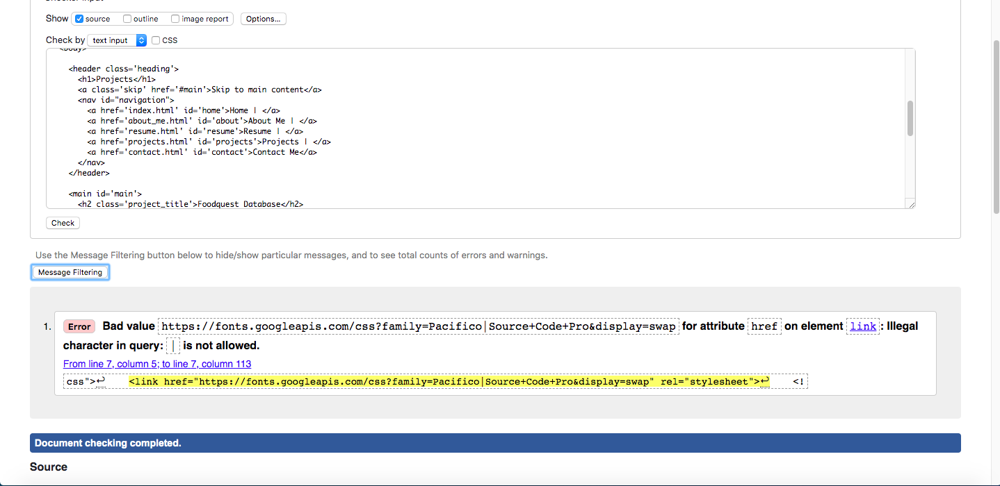 Show source outline image report Options...
Check by text input CSS
<header class='heading'>
<h1>Projects</h1>
<a class='skip' href='#main'>Skip to main content</a>
<nav id="navigation">
<a href='index.html' id='home'>Home | </a>
<a href='about_me.html' id='about'>About Me | </a>
<a href='resume.html' id='resume'>Resume | </a>
<a href='projects.html' id='projects'>Projects | </a>
<a href='contact.html' id='contact'>Contact Me</a>
</nav>
</header>
<main id='main'>
<h2 class='project_title'>Foodquest Database</h2>
Check
Use the Message Filtering button below to hide/show particular messages, and to see total counts of errors and warnings.
Message Filtering
1. Error Bad value https://fonts.googleapis.com/css?family=Pacifico|Source+Code+Pro&display=swap for attribute href on element link: Illegal
character in query: | is not allowed.
From line 7, column 5; to line 7, column 113
css">↩ <link href="https://fonts.googleapis.com/css?family=Pacifico|Source+Code+Pro&display=swap" rel="stylesheet">↩ <!
Document checking completed.
Source